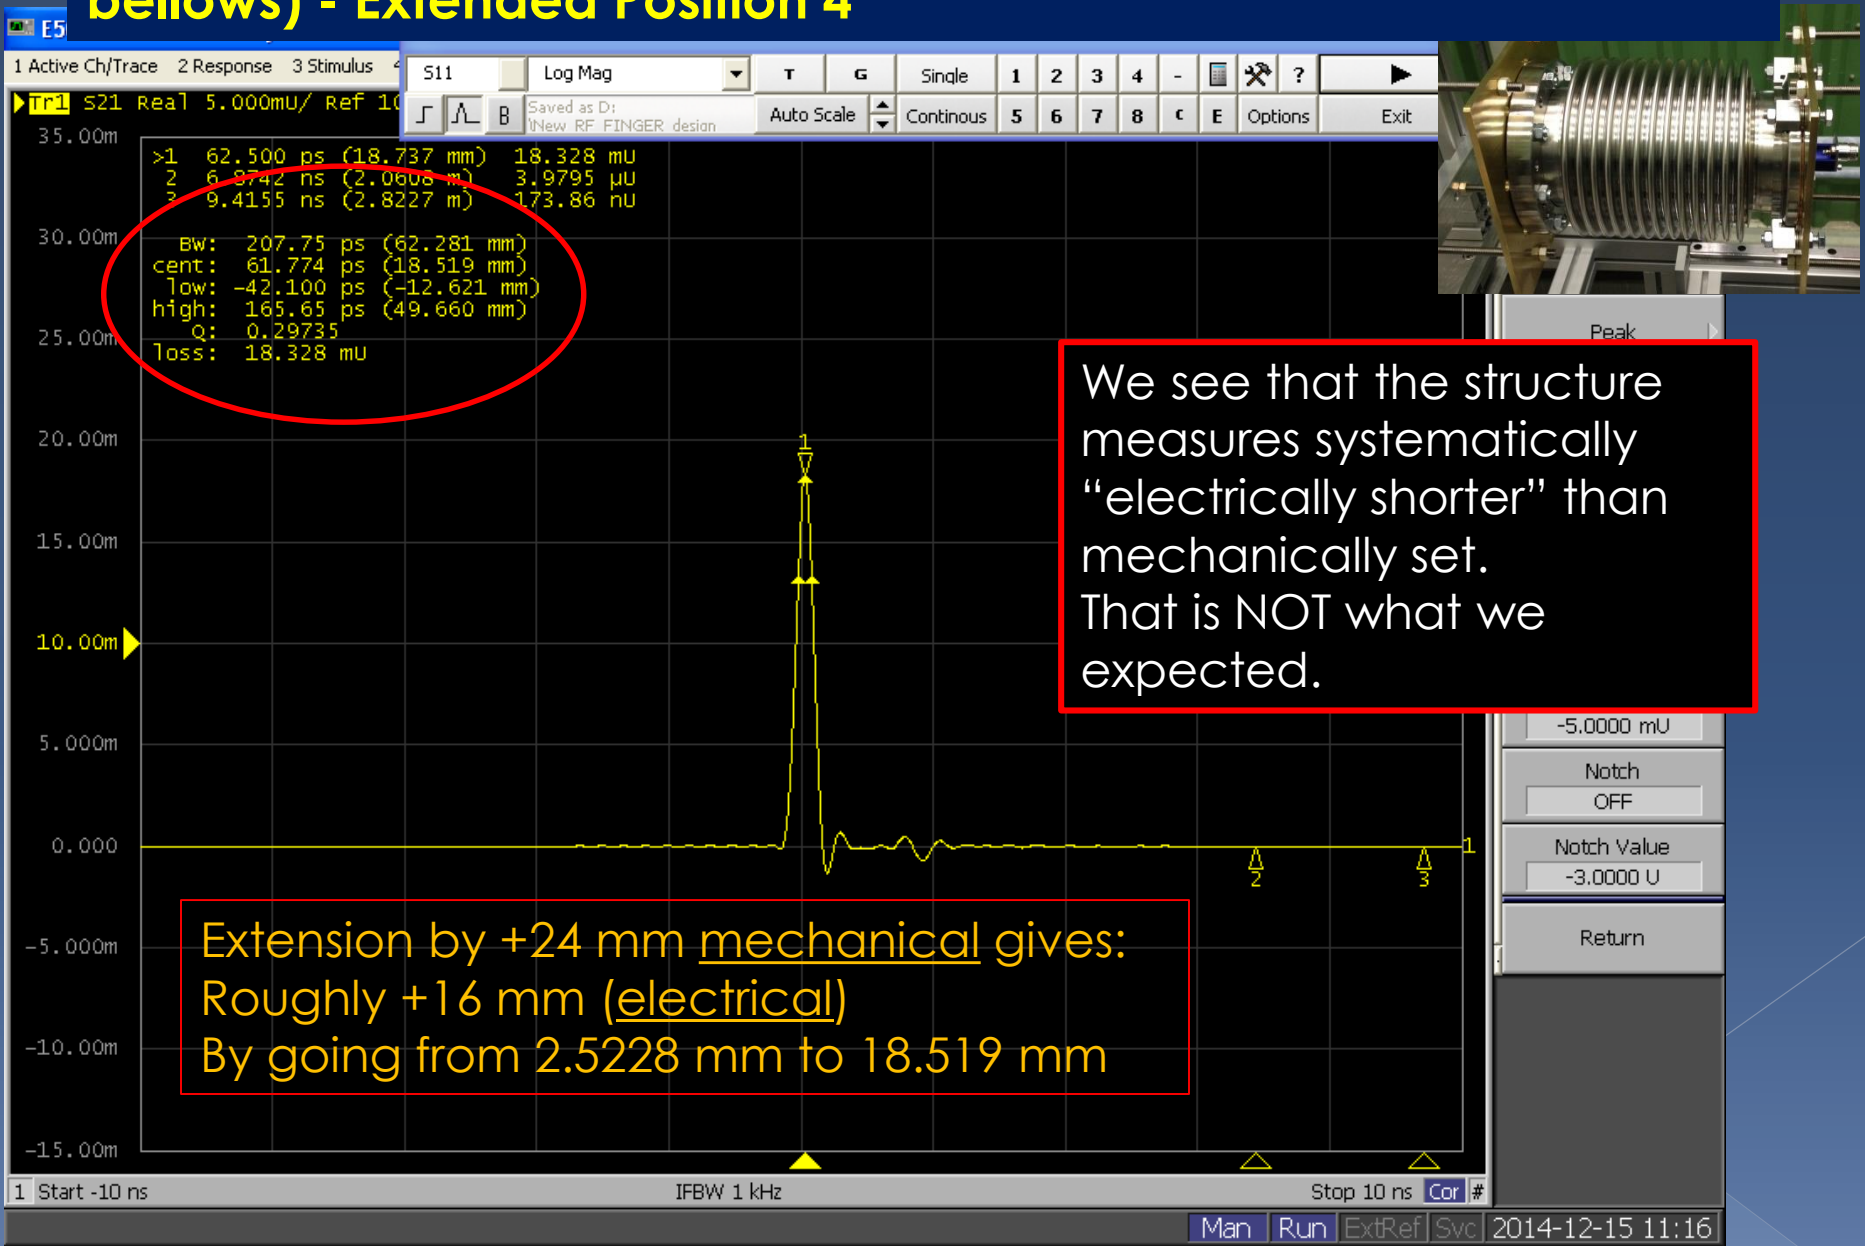 bellows) - Extended Position 4
E5
1 Active Ch/Trace 2 Response 3 Stimulus
S11 Log Mag T G Single 1 2 3 4 - ?
B Saved as D: Auto Scale Continous 5 6 7 8 C E Options Exit
\New RF FINGER design
Tr1 S21 Real 5.000mU/ Ref 10
35.00m
30.00m
25.00m
20.00m
15.00m
10.00m
5.000m
0.000
-5.000m
-10.00m
-15.00m
>1 62.500 ps (18.737 mm) 18.328 mU
2 6.8742 ns (2.0608 m) 3.9795 µU
3 9.4155 ns (2.8227 m) 173.86 nU
BW: 207.75 ps (62.281 mm)
cent: 61.774 ps (18.519 mm)
low: -42.100 ps (-12.621 mm)
high: 165.65 ps (49.660 mm)
Q: 0.29735
loss: 18.328 mU
1
2
3
1
We see that the structure
measures systematically
“electrically shorter” than
mechanically set.
That is NOT what we
expected.
Extension by +24 mm mechanical gives:
Roughly +16 mm (electrical)
By going from 2.5228 mm to 18.519 mm
Peak
-5.0000 mU
Notch
OFF
Notch Value
-3.0000 U
Return
1 Start -10 ns IFBW 1 kHz Stop 10 ns Cor #
Man Run ExtRef Svc 2014-12-15 11:16